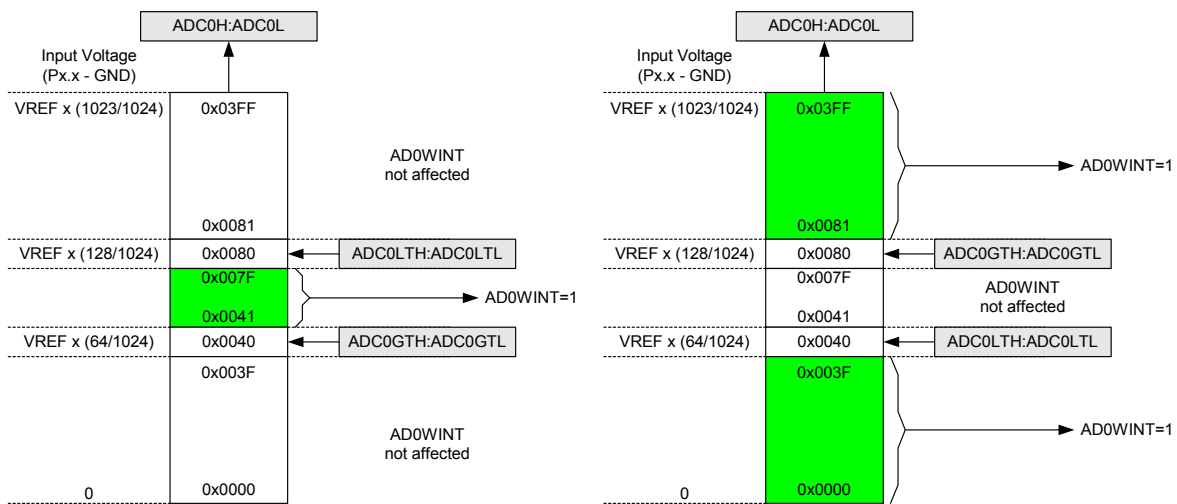 ADC0H:ADC0L
Input Voltage
(Px.x - GND)
VREF x (1023/1024)
0x03FF
AD0WINT
not affected
0x0081
VREF x (128/1024)
0x0080
ADC0LTH:ADC0LTL
0x007F
AD0WINT=1
0x0041
VREF x (64/1024)
0x0040
ADC0GTH:ADC0GTL
0x003F
AD0WINT
not affected
0
0x0000
ADC0H:ADC0L
Input Voltage
(Px.x - GND)
VREF x (1023/1024)
0x03FF
AD0WINT=1
0x0081
VREF x (128/1024)
0x0080
ADC0GTH:ADC0GTL
0x007F
AD0WINT
not affected
0x0041
VREF x (64/1024)
0x0040
ADC0LTH:ADC0LTL
0x003F
AD0WINT=1
0
0x0000